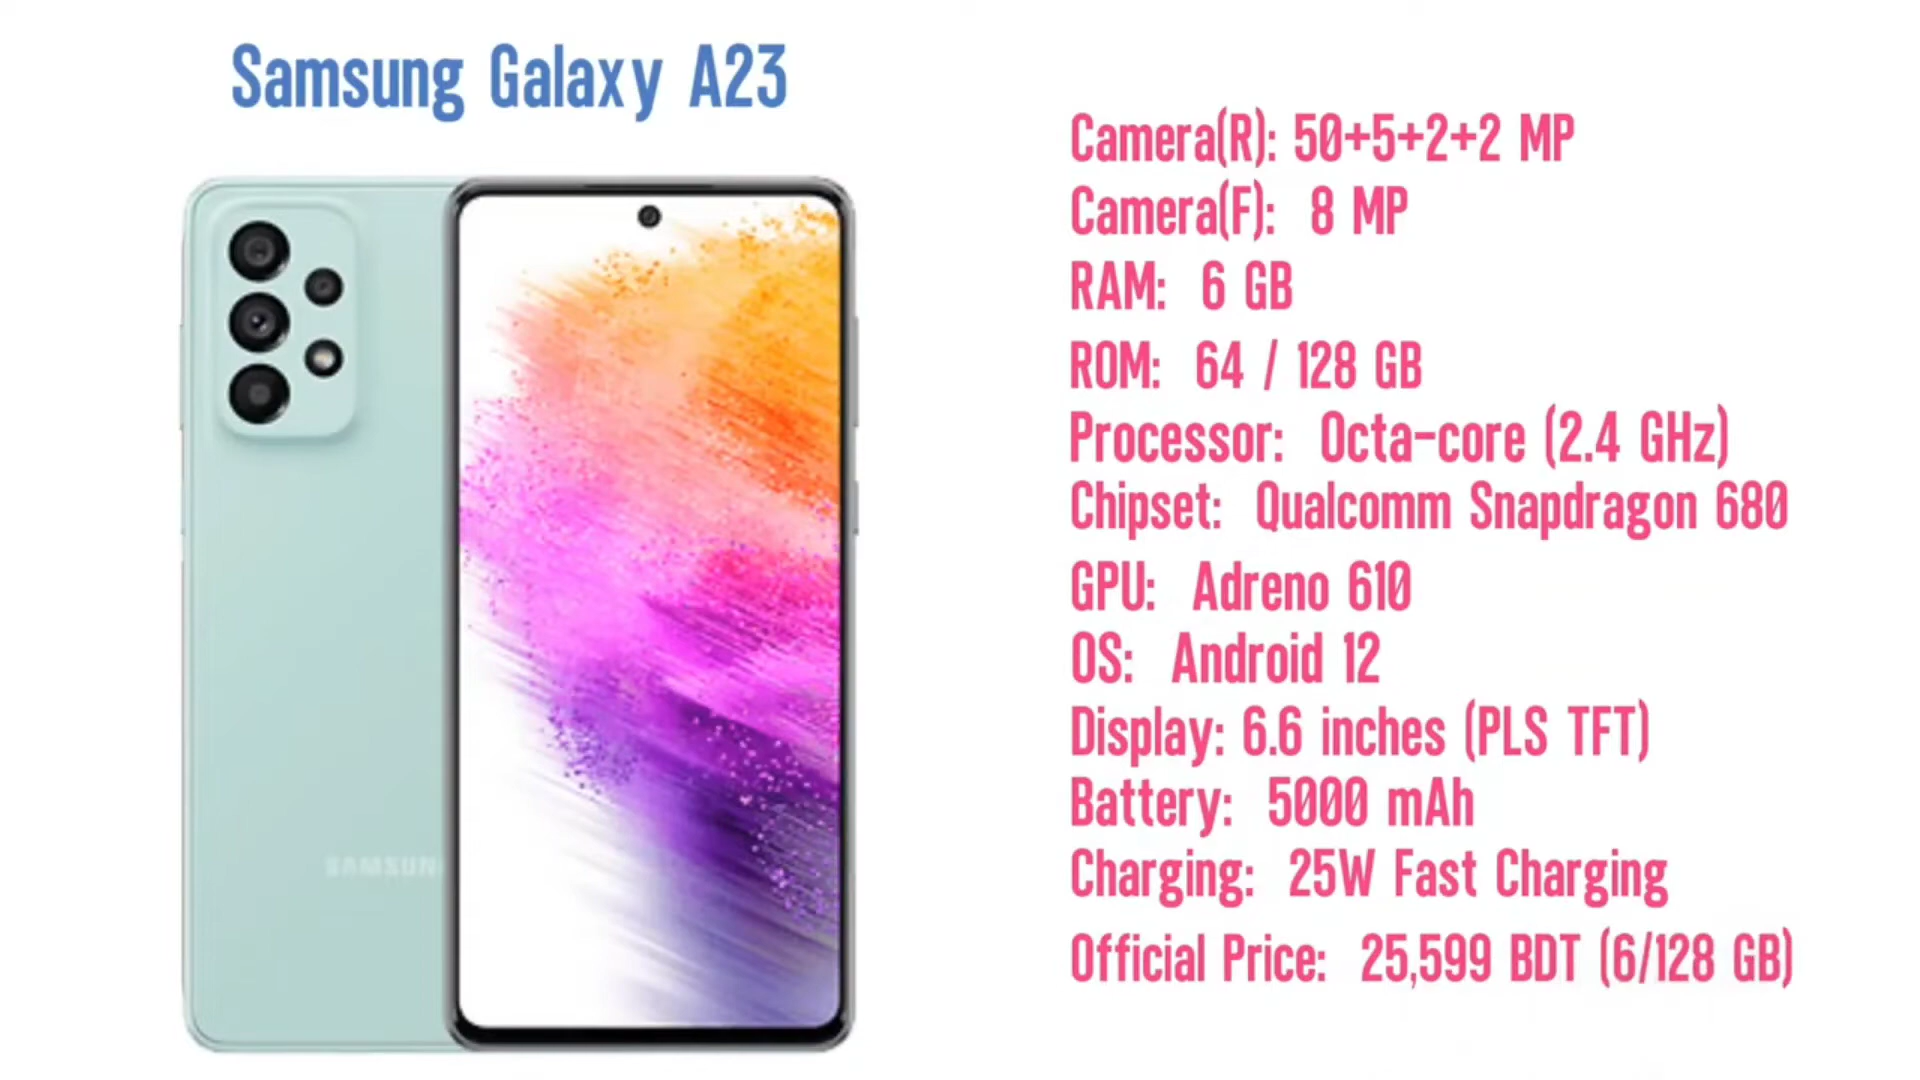 Samsung Galaxy A23
SAMSUN
Camera(R): 50+5+2+2 MP
Camera(F): 8 MP
RAM: 6 GB
ROM: 64 / 128 GB
Processor: Octa-core (2.4 GHz)
Chipset: Qualcomm Snapdragon 680
GPU: Adreno 610
OS: Android 12
Display: 6.6 inches (PLS TFT)
Battery: 5000 mAh
Charging: 25W Fast Charging
Official Price: 25,599 BDT (6/128 GB)